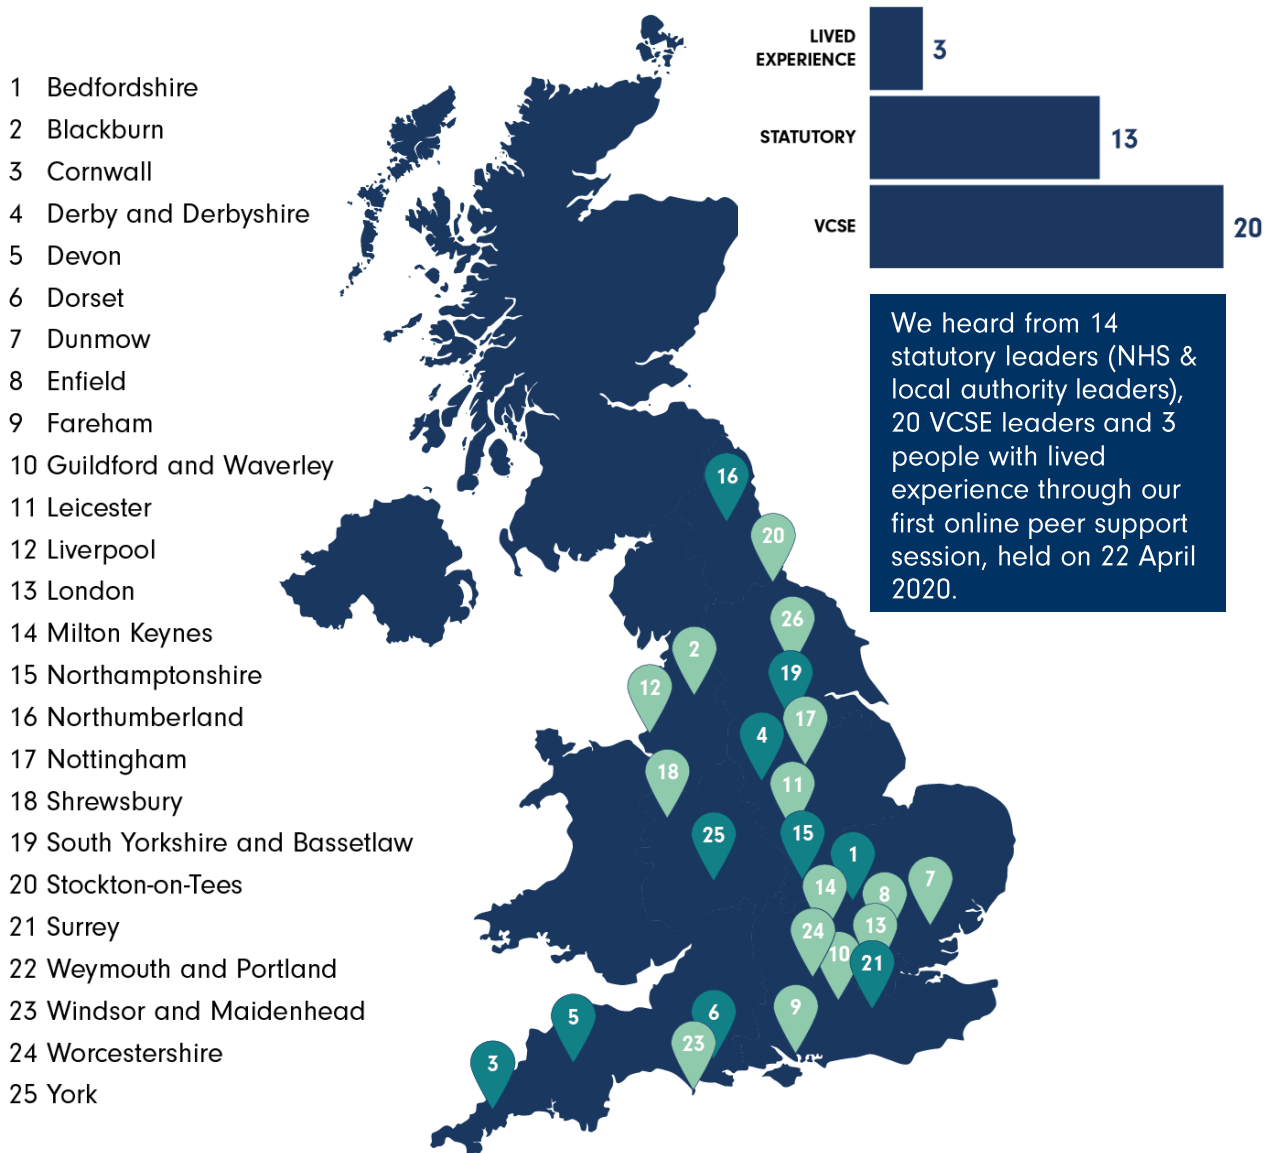 1 Bedfordshire
2 Blackburn
3 Cornwall
4 Derby and Derbyshire
5 Devon
6 Dorset
7 Dunmow
8 Enfield
9 Fareham
10 Guildford and Waverley
11 Leicester
12 Liverpool
13 London
14 Milton Keynes
15 Northamptonshire
16 Northumberland
17 Nottingham
18 Shrewsbury
19 South Yorkshire and Bassetlaw
20 Stockton-on-Tees
21 Surrey
22 Weymouth and Portland
23 Windsor and Maidenhead
24 Worcestershire
25 York
16
20
26
2
19
12
17
4
18
11
25
15
1
14
8
7
24
13
10
21
9
5
6
23
3
LIVED
EXPERIENCE
3
STATUTORY
13
VCSE
20
We heard from 14
statutory leaders (NHS &
local authority leaders),
20 VCSE leaders and 3
people with lived
experience through our
first online peer support
session, held on 22 April
2020.